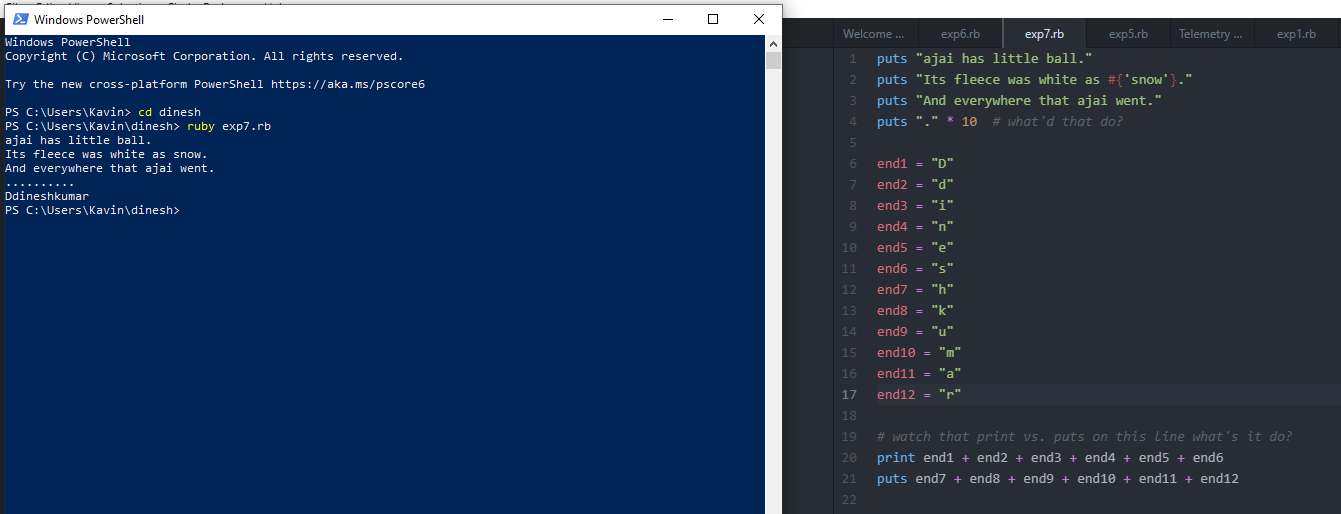 Windows PowerShell
Windows PowerShell
Copyright (C) Microsoft Corporation. All rights reserved.
Try the new cross-platform PowerShell https://aka.ms/pscore6
PS C:\Users\Kavin> cd dinesh
PS C:\Users\Kavin\dinesh> ruby exp7.rb
ajai has little ball.
Its fleece was white as snow.
And everywhere that ajai went.
..........
Ddineshkumar
PS C:\Users\Kavin\dinesh>
Welcome ... exp6.rb exp7.rb exp5.rb Telemetry ... exp1.rb
1 puts "ajai has little ball."
2 puts "Its fleece was white as #{'snow'}."
3 puts "And everywhere that ajai went."
4 puts "." * 10  # what'd that do?
5
6 end1 = "D"
7 end2 = "d"
8 end3 = "i"
9 end4 = "n"
10 end5 = "e"
11 end6 = "s"
12 end7 = "h"
13 end8 = "k"
14 end9 = "u"
15 end10 = "m"
16 end11 = "a"
17 end12 = "r"
18
19 # watch that print vs. puts on this line what's it do?
20 print end1 + end2 + end3 + end4 + end5 + end6
21 puts end7 + end8 + end9 + end10 + end11 + end12
22